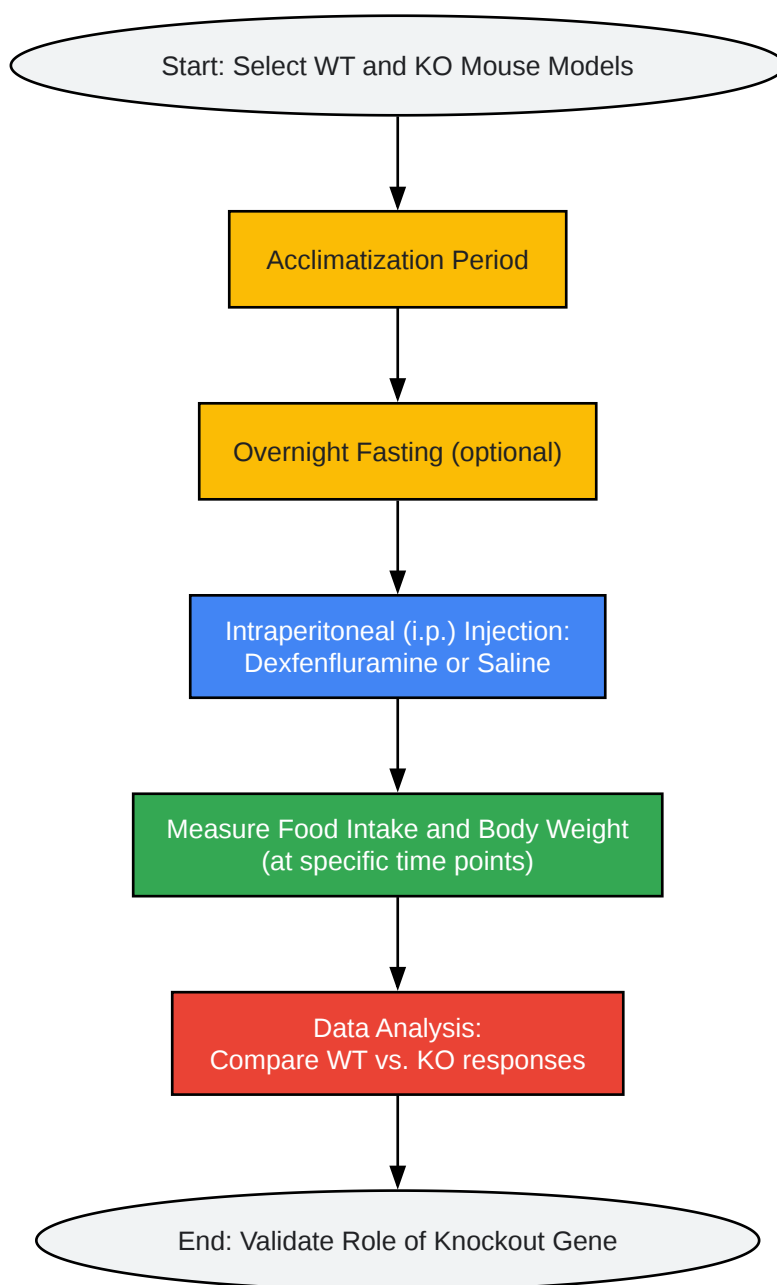 Start: Select WT and KO Mouse Models
Acclimatization Period
Overnight Fasting (optional)
Intraperitoneal (i.p.) Injection:
Dexfenfluramine or Saline
Measure Food Intake and Body Weight
(at specific time points)
Data Analysis:
Compare WT vs. KO responses
End: Validate Role of Knockout Gene